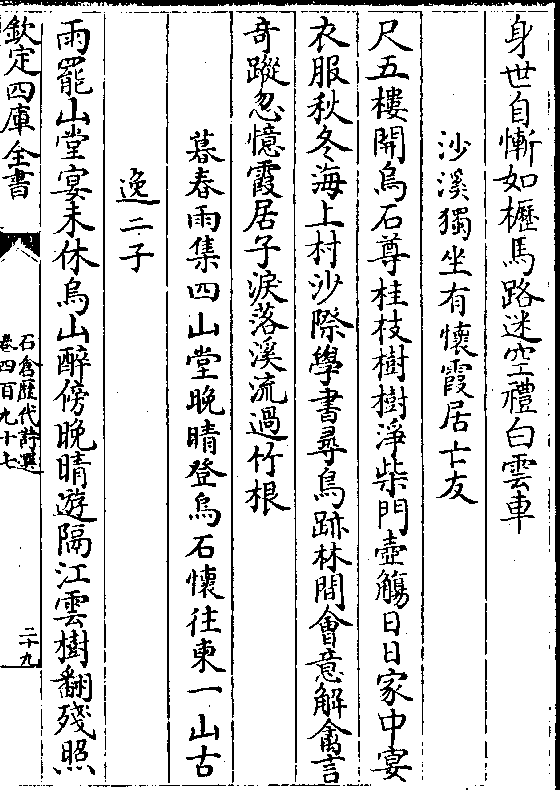 身世自慚如櫪馬路迷空禮白雲車
沙溪獨坐有懷霞居亡友
尺五樓開烏石尊桂枝樹樹淨柴門壺觴日日家中宴
衣服秋冬海上村沙際學書尋鳥跡林間會意解禽言
奇蹤忽憶霞居子淚落溪流過竹根
暮春雨集四山堂晚晴登烏石懷往東一山古
逸二子
雨罷山堂宴未休烏山醉傍晚晴遊隔江雲樹翻殘照
欽定四庫全書
石倉歷代詩選
卷四百九十七
二十九